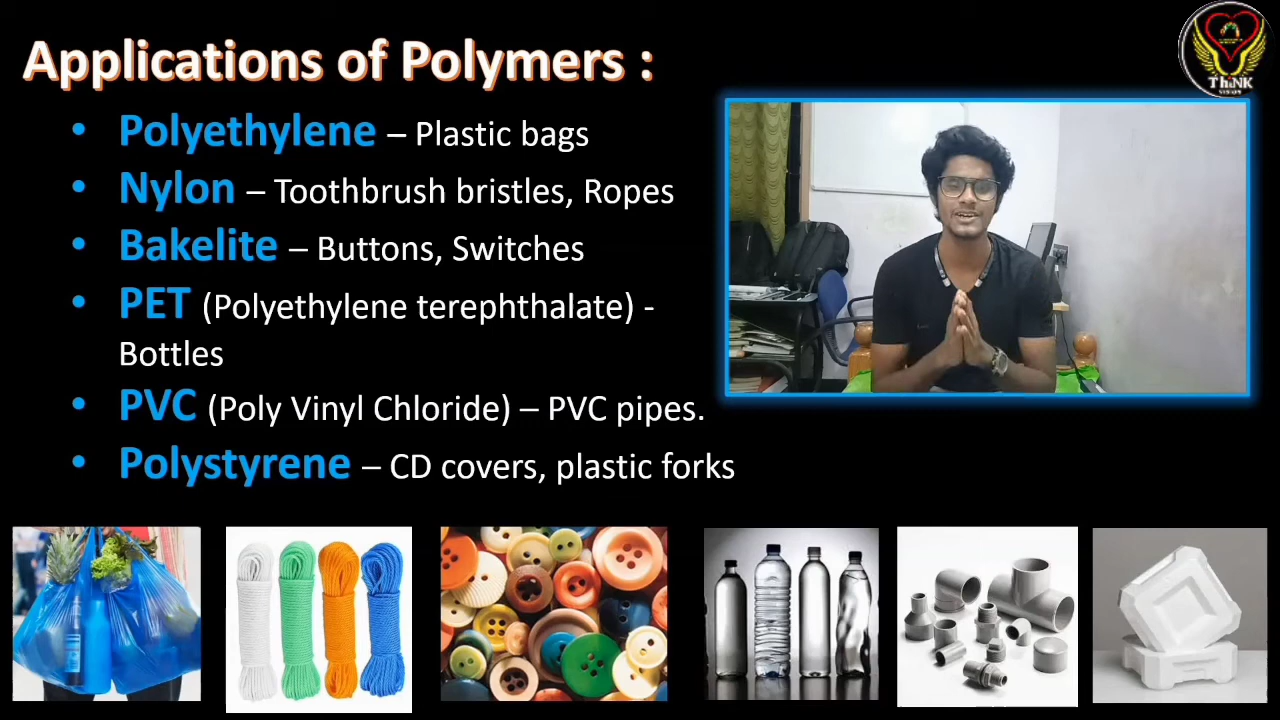 Applications of Polymers :
• Polyethylene – Plastic bags
• Nylon – Toothbrush bristles, Ropes
• Bakelite – Buttons, Switches
• PET (Polyethylene terephthalate) -
Bottles
• PVC (Poly Vinyl Chloride) – PVC pipes.
• Polystyrene – CD covers, plastic forks
ThiNK
VISION